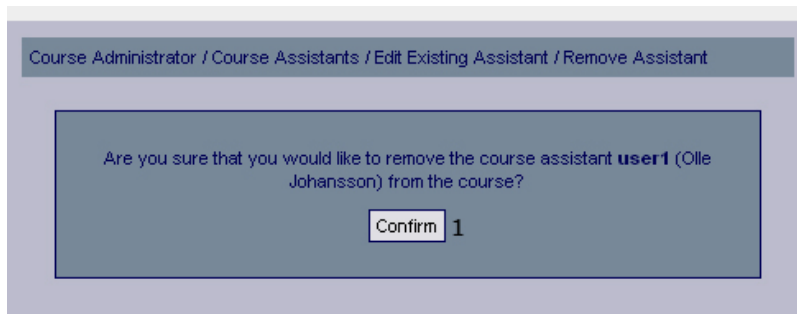 Course Administrator / Course Assistants / Edit Existing Assistant / Remove Assistant
Are you sure that you would like to remove the course assistant user1 (Olle
Johansson) from the course?
Confirm 1